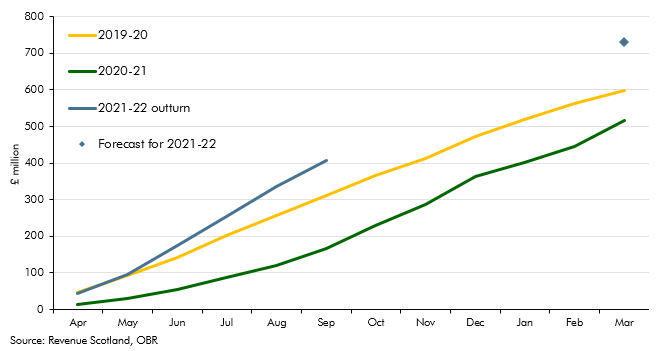 800
700
600
500
400
300
200
100
0
£ million
2019-20
2020-21
2021-22 outturn
Forecast for 2021-22
Apr May Jun Jul Aug Sep Oct Nov Dec Jan Feb Mar
Source: Revenue Scotland, OBR